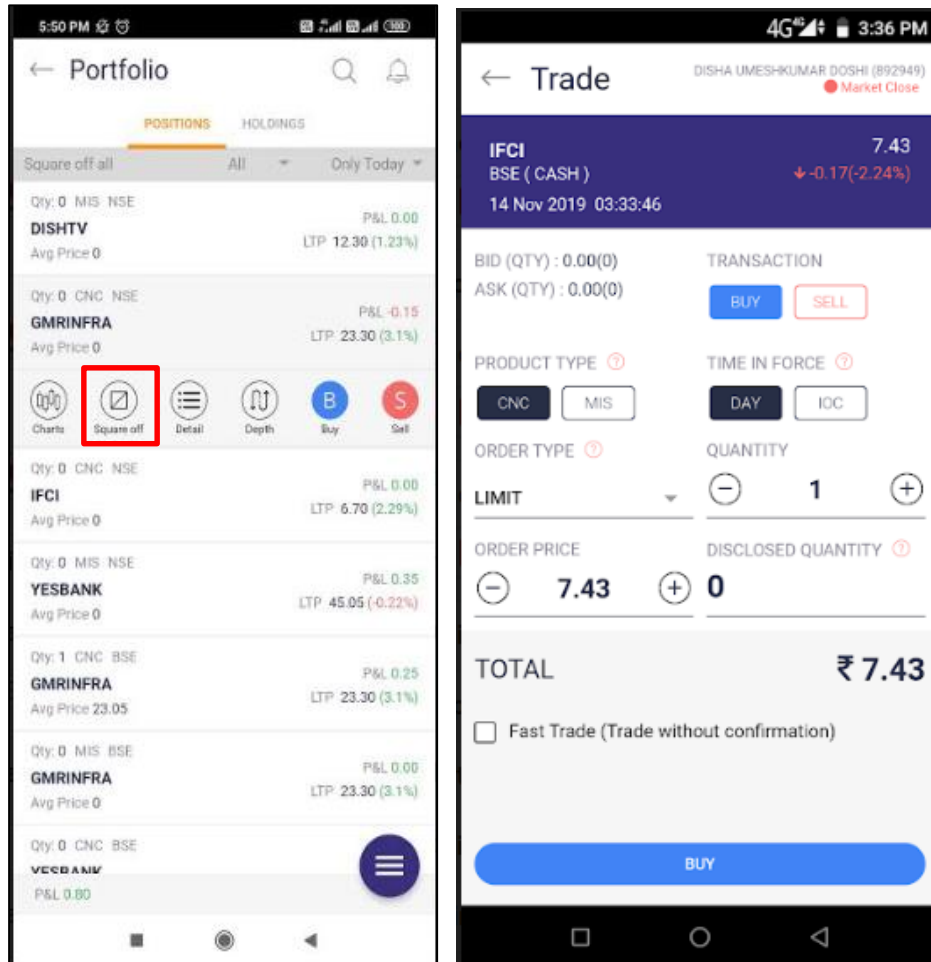 5:50 PM
← Portfolio
POSITIONS HOLDINGS
Square off all All Only Today
Qty: 0 MIS NSE
P&L 0.00
DISHTV
LTP 12.30 (1.23%)
Avg Price 0
Qty: 0 CNC NSE
P&L -0.15
GMRINFRA
LTP 23.30 (3.1%)
Avg Price 0
B S
Charts Square off Detail Depth Buy Sell
Qty: 0 CNC NSE
P&L 0.00
IFCI
LTP 6.70 (2.29%)
Avg Price 0
Qty: 0 MIS NSE
P&L 0.35
YESBANK
LTP 45.05 (-0.22%)
Avg Price 0
Qty: 1 CNC BSE
P&L 0.25
GMRINFRA
LTP 23.30 (3.1%)
Avg Price 23.05
Qty: 0 MIS BSE
P&L 0.00
GMRINFRA
LTP 23.30 (3.1%)
Avg Price 0
Qty: 0 CNC BSE
YESBANK
P&L 0.80
4G 3:36 PM
← Trade
DISHA UMESHKUMAR DOSHI (892949)
Market Close
IFCI 7.43
BSE ( CASH ) -0.17(-2.24%)
14 Nov 2019 03:33:46
BID (QTY) : 0.00(0) TRANSACTION
ASK (QTY) : 0.00(0)
BUY SELL
PRODUCT TYPE ? TIME IN FORCE ?
CNC MIS DAY IOC
ORDER TYPE ? QUANTITY
LIMIT − 1 +
ORDER PRICE DISCLOSED QUANTITY ?
− 7.43 + 0
TOTAL ₹ 7.43
Fast Trade (Trade without confirmation)
BUY